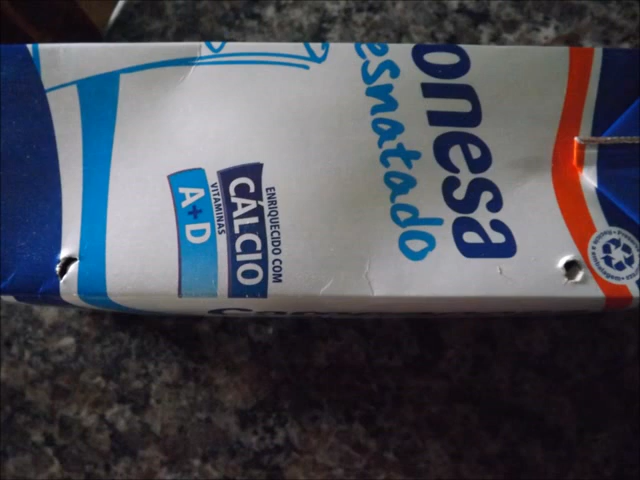 onesa
esnatado
ENRIQUECIDO COM
CÁLCIO
VITAMINAS
A+D